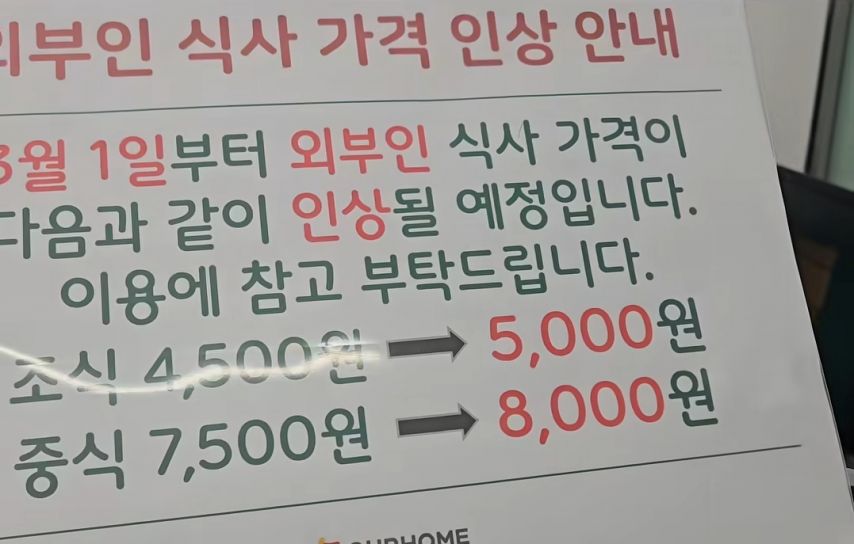 외부인 식사 가격 인상 안내
3월 1일부터 외부인 식사 가격이
다음과 같이 인상될 예정입니다.
이용에 참고 부탁드립니다.
조식 4,500원 → 5,000원
중식 7,500원 → 8,000원
OURHOME